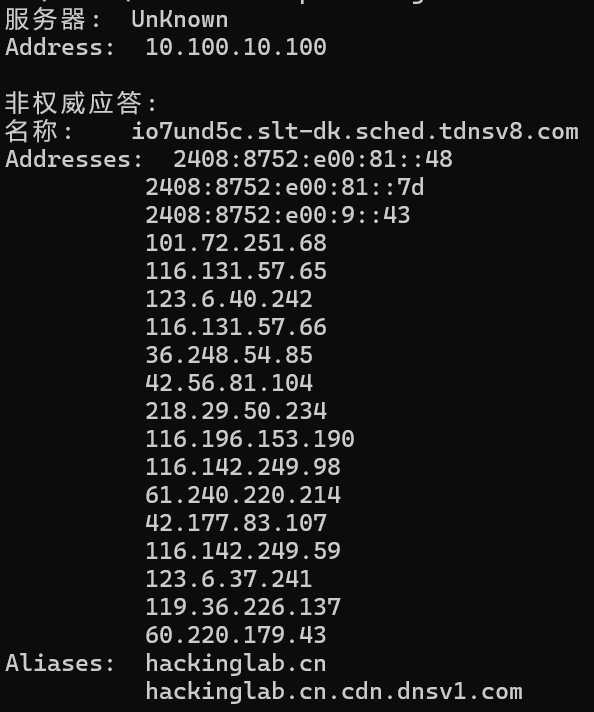 服务器:  UnKnown
Address:  10.100.10.100

非权威应答:
名称:    io7und5c.slt-dk.sched.tdnsv8.com
Addresses:  2408:8752:e00:81::48
          2408:8752:e00:81::7d
          2408:8752:e00:9::43
          101.72.251.68
          116.131.57.65
          123.6.40.242
          116.131.57.66
          36.248.54.85
          42.56.81.104
          218.29.50.234
          116.196.153.190
          116.142.249.98
          61.240.220.214
          42.177.83.107
          116.142.249.59
          123.6.37.241
          119.36.226.137
          60.220.179.43
Aliases:  hackinglab.cn
          hackinglab.cn.cdn.dnsv1.com